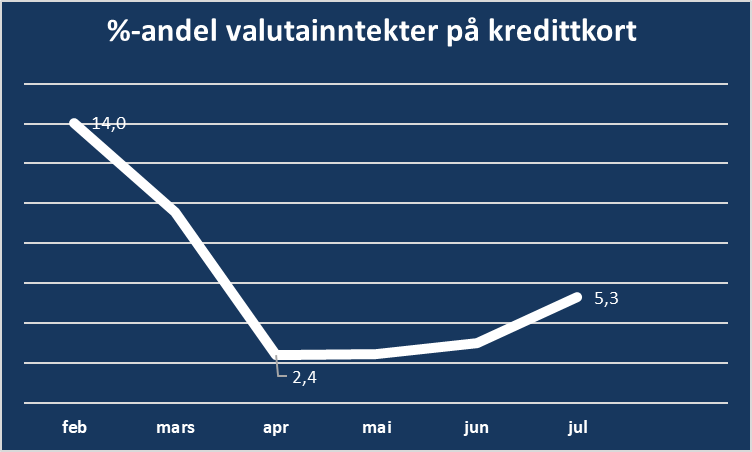 %-andel valutainntekter på kredittkort
14,0
5,3
2,4
feb mars apr mai jun jul